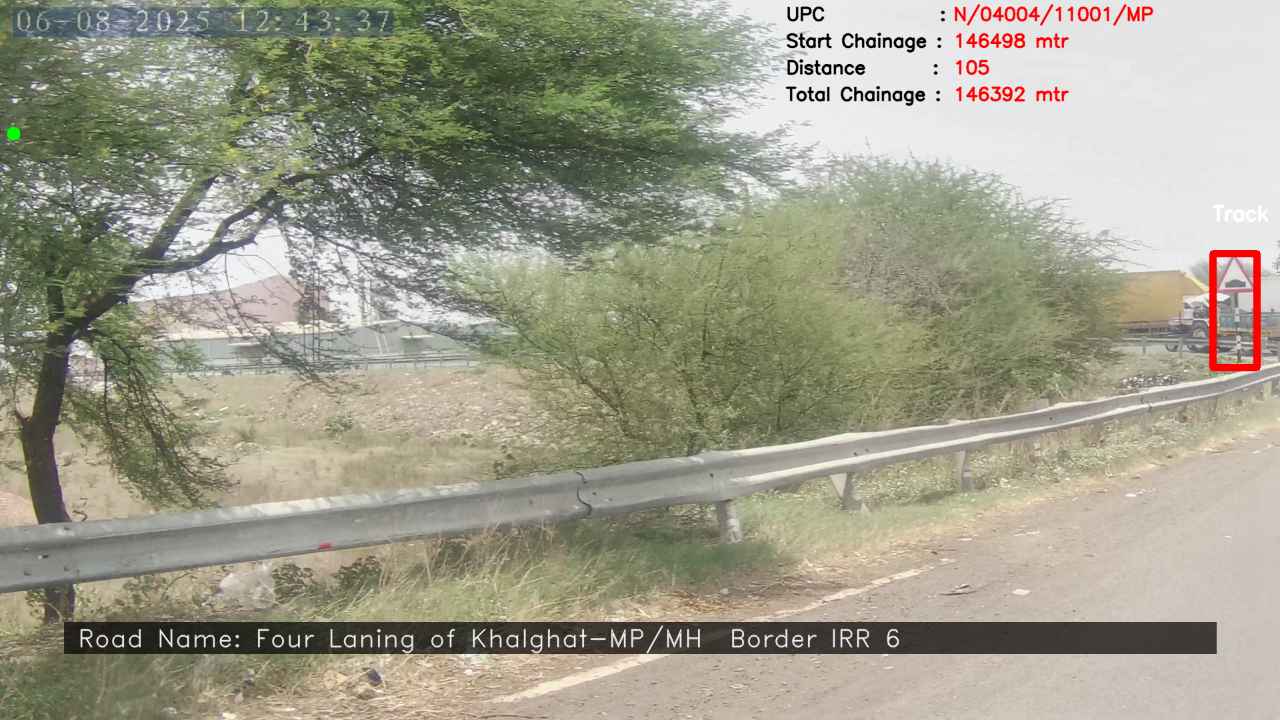 06-08-2025 12:43:37
UPC : N/04004/11001/MP
Start Chainage : 146498 mtr
Distance : 105
Total Chainage : 146392 mtr
Track
Road Name: Four Laning of Khalghat-MP/MH Border IRR 6